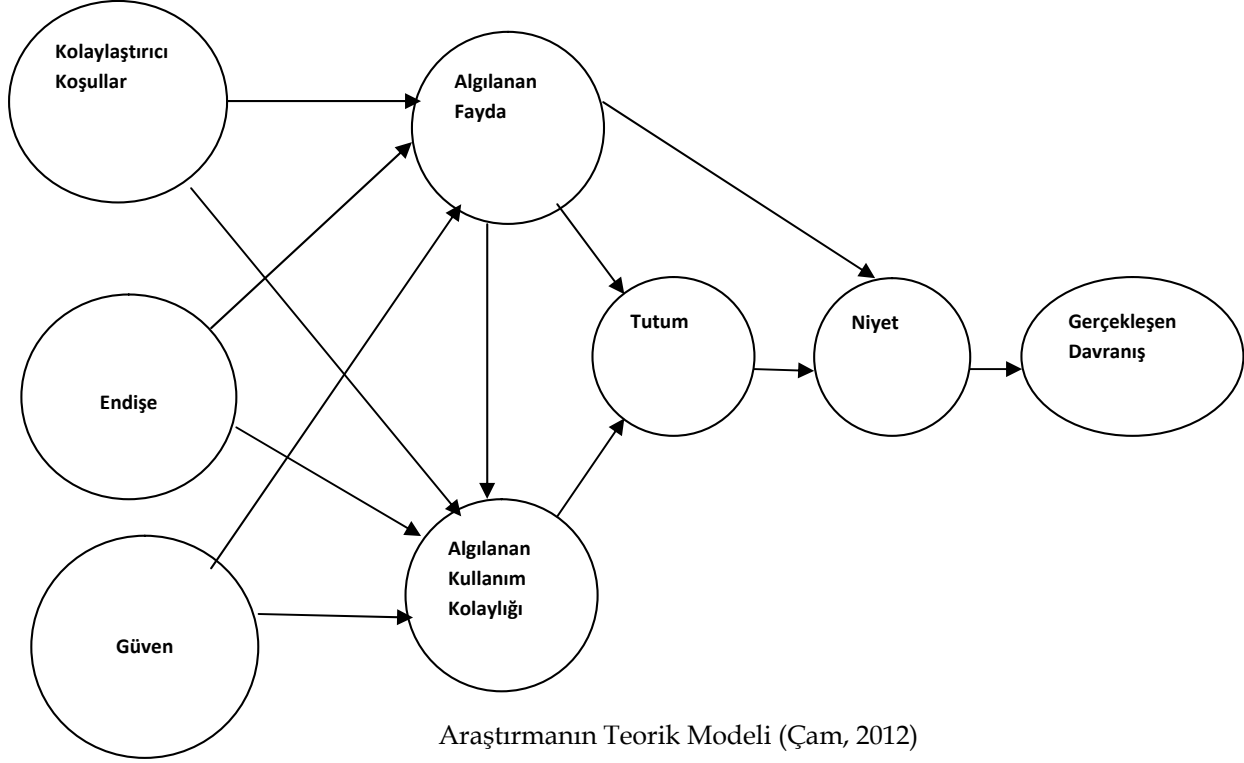 Kolaylaştırıcı
Koşullar
Algılanan
Fayda
Tutum
Niyet
Gerçekleşen
Davranış
Endişe
Algılanan
Kullanım
Kolaylığı
Güven
Araştırmanın Teorik Modeli (Çam, 2012)